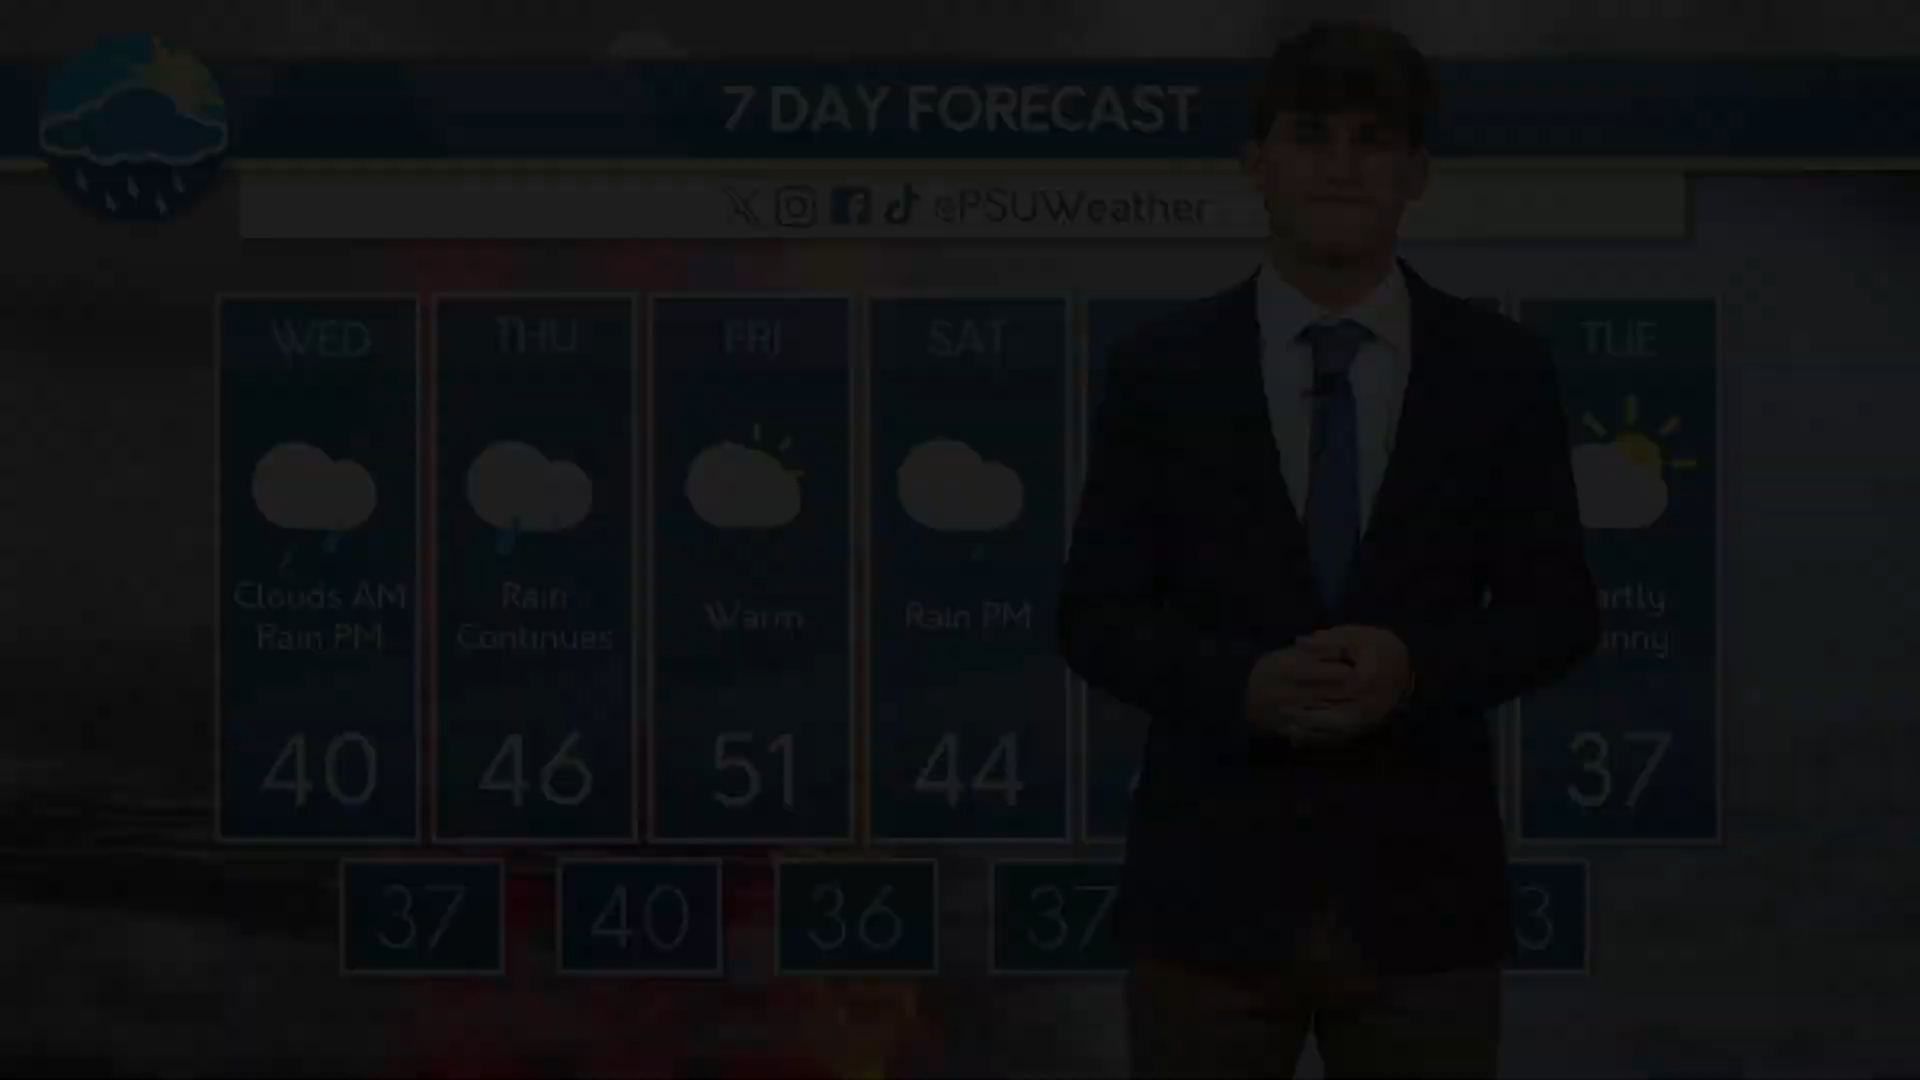 7 DAY FORECAST
@PSUWeather
WED THU FRI SAT TUE
Clouds AM
Rain PM
Rain
Continues
Warm
Rain PM
40 46 51 44 37
37 40 36 37 3